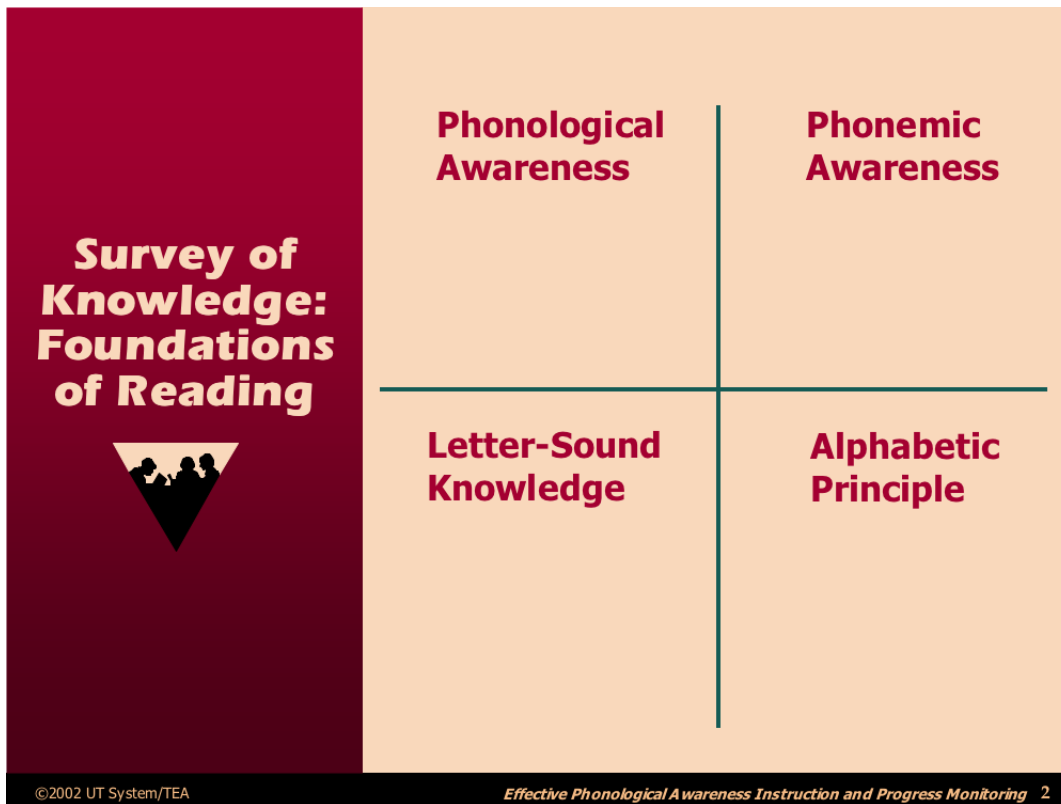 Survey of
Knowledge:
Foundations
of Reading
Phonological
Awareness
Phonemic
Awareness
Letter-Sound
Knowledge
Alphabetic
Principle
©2002 UT System/TEA
Effective Phonological Awareness Instruction and Progress Monitoring 2